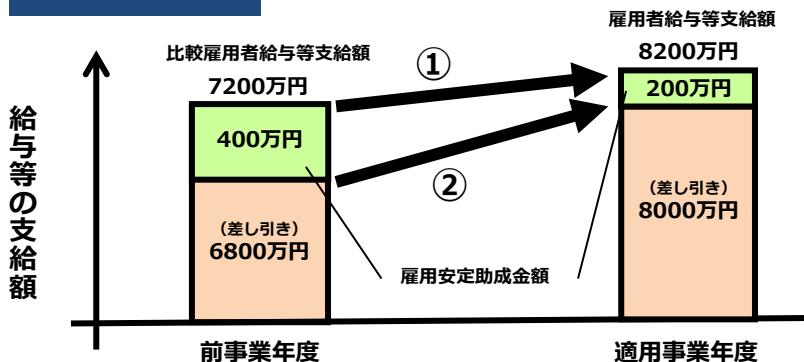 雇用者給与等支給額
8200万円
比較雇用者給与等支給額
7200万円
①
200万円
400万円
②
給与等の支給額
(差し引き)
6800万円
(差し引き)
8000万円
雇用安定助成金額
前事業年度
適用事業年度